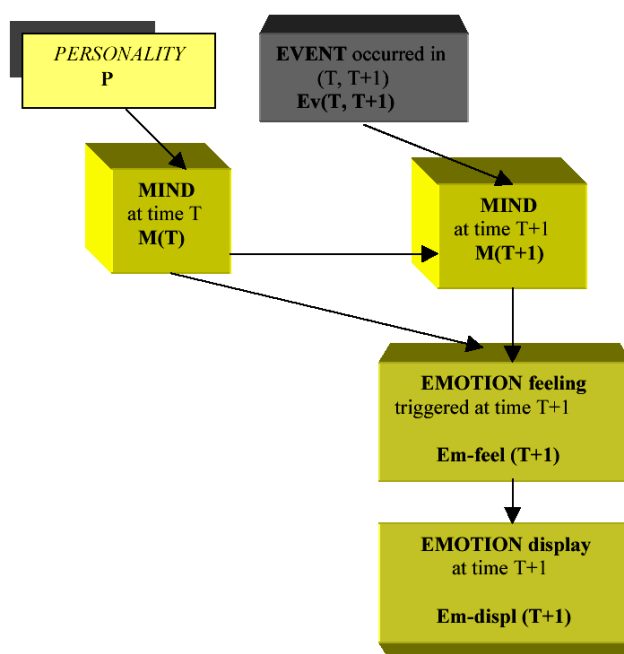 PERSONALITY
P
EVENT occurred in
(T, T+1)
Ev(T, T+1)
MIND
at time T
M(T)
MIND
at time T+1
M(T+1)
EMOTION feeling
triggered at time T+1
Em-feel (T+1)
EMOTION display
at time T+1
Em-displ (T+1)